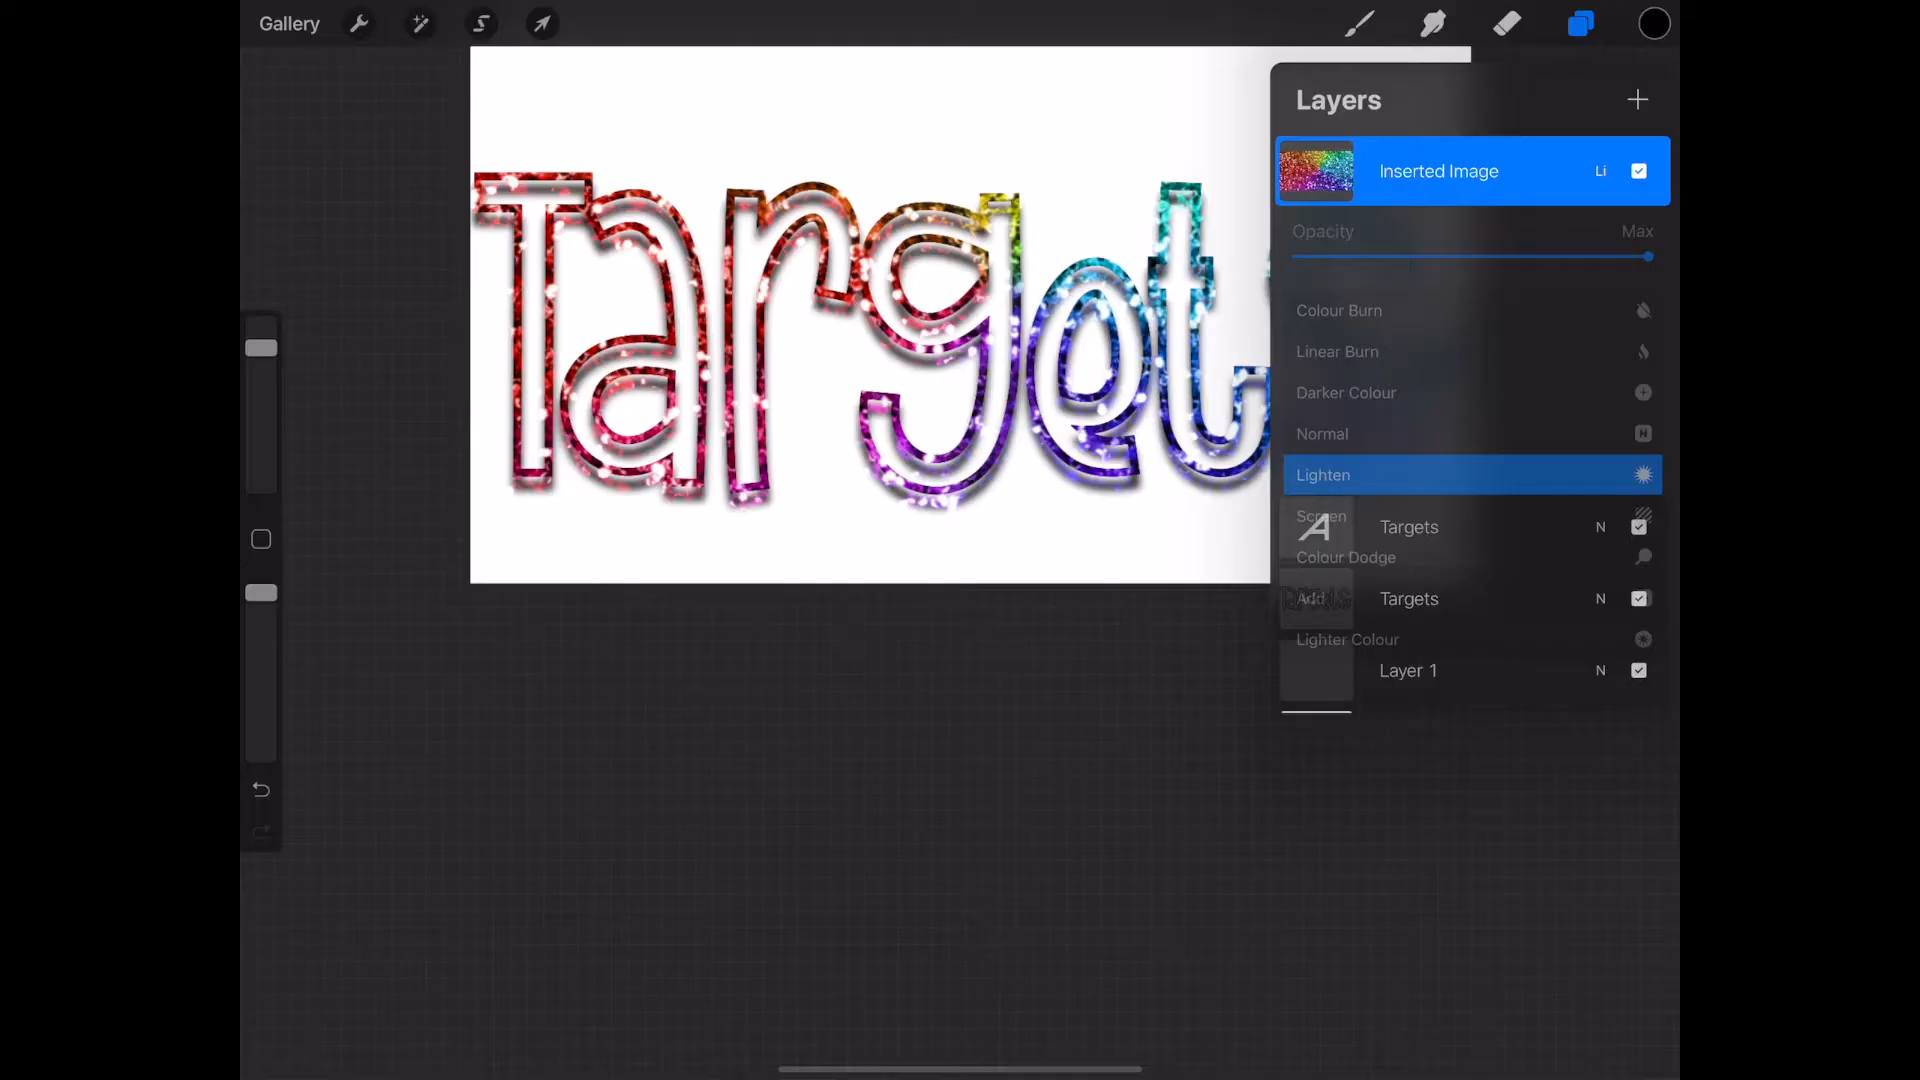 Gallery
Layers
Inserted Image Li
Opacity Max
Colour Burn
Linear Burn
Darker Colour
Normal N
Lighten
Screen
A Targets N
Colour Dodge
Add Targets N
Lighter Colour
Layer 1 N
Target